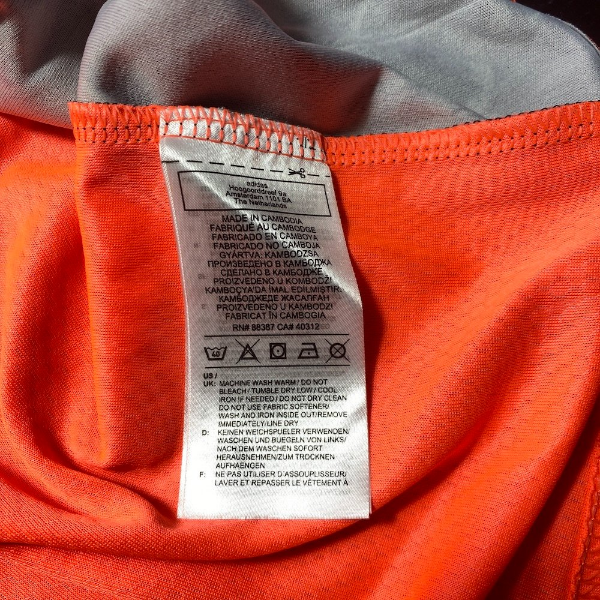 adidas
Hoogoorddreef 9a
Amsterdam 1101 BA
The Netherlands
MADE IN CAMBODIA
FABRIQUÉ AU CAMBODGE
FABRICADO EN CAMBOYA
FABRICADO NO CAMBOJA
GYÁRTVA: KAMBODZSA
ПРОИЗВЕДЕНО В КАМБОДЖА
СДЕЛАНО В КАМБОДЖЕ
PROIZVEDENO U KOMBODŽI
KAMBOÇYA'DA İMAL EDİLMİŞTİR
КАМБОДЖЕДЕ ЖАСАЛҒАН
PROIZVEDENO U KAMBODŽI
FABRICAT ÎN CAMBOGIA
RN# 88387 CA# 40312
40
US /
UK: MACHINE WASH WARM / DO NOT
BLEACH / TUMBLE DRY LOW / COOL
IRON IF NEEDED / DO NOT DRY CLEAN
DO NOT USE FABRIC SOFTENER/
WASH AND IRON INSIDE OUT/REMOVE
IMMEDIATELY/LINE DRY
D: KEINEN WEICHSPUELER VERWENDEN/
WASCHEN UND BUEGELN VON LINKS/
NACH DEM WASCHEN SOFORT
HERAUSNEHMEN/ZUM TROCKNEN
AUFHAENGEN
F: NE PAS UTILISER D'ASSOUPLISSEUR/
LAVER ET REPASSER LE VÊTEMENT À